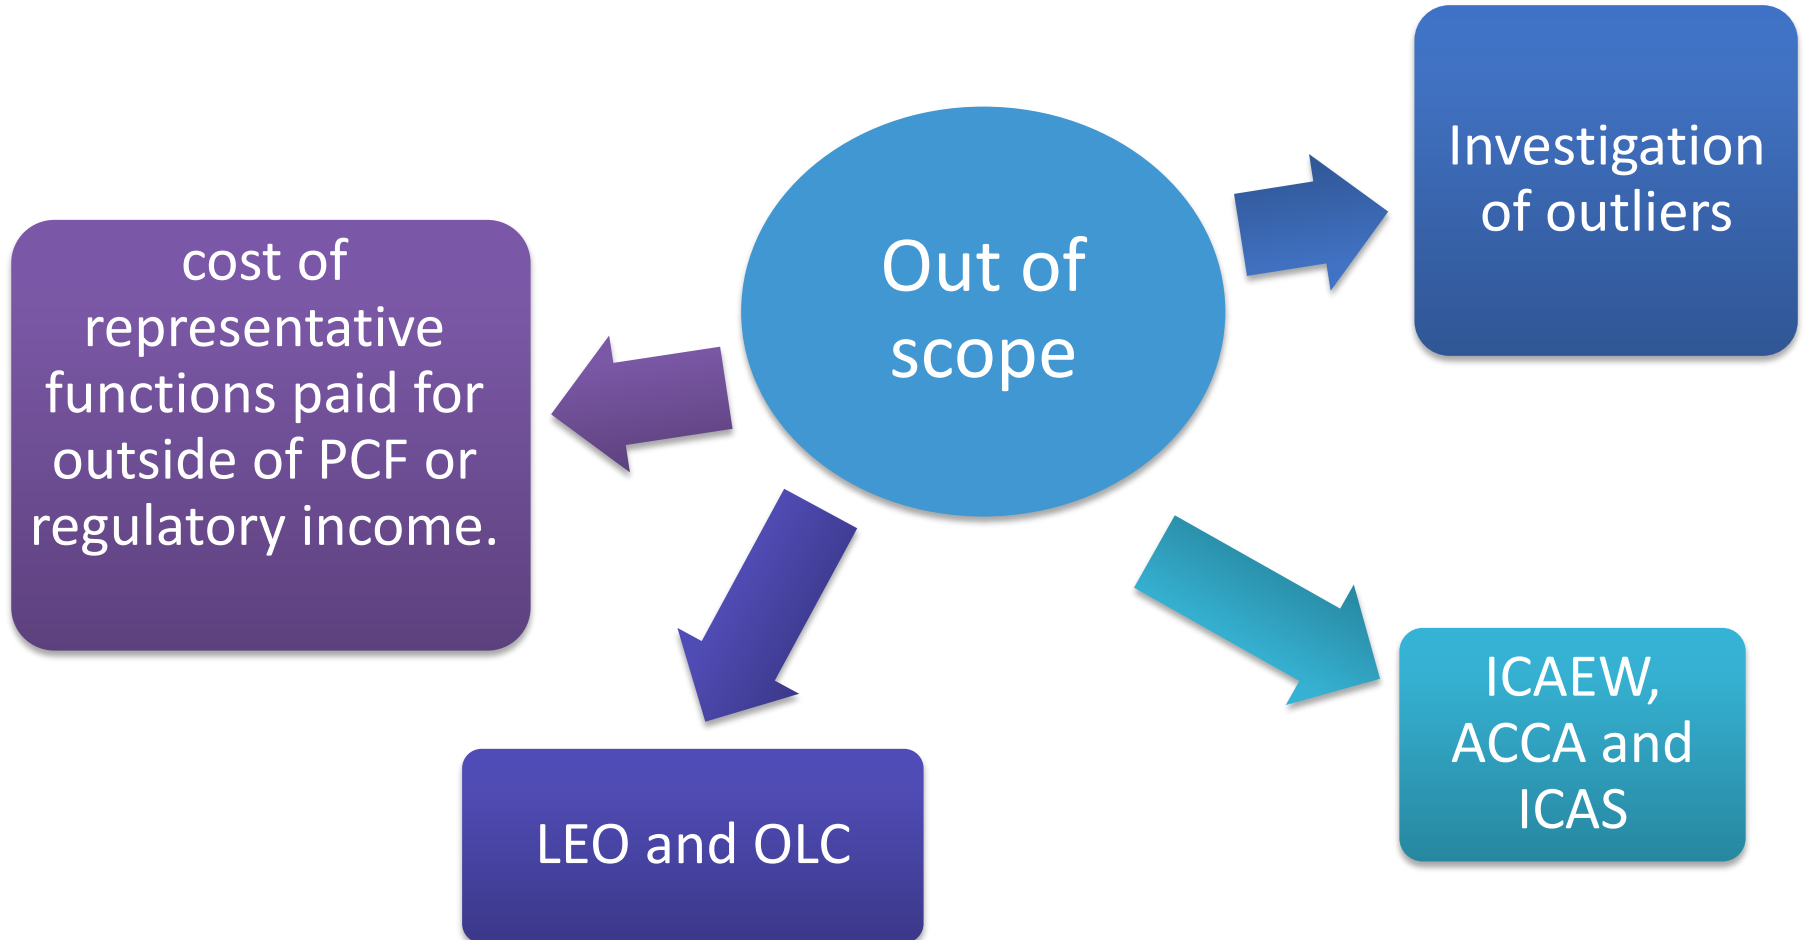 Out of
scope
Investigation
of outliers
ICAEW,
ACCA and
ICAS
LEO and OLC
cost of
representative
functions paid for
outside of PCF or
regulatory income.